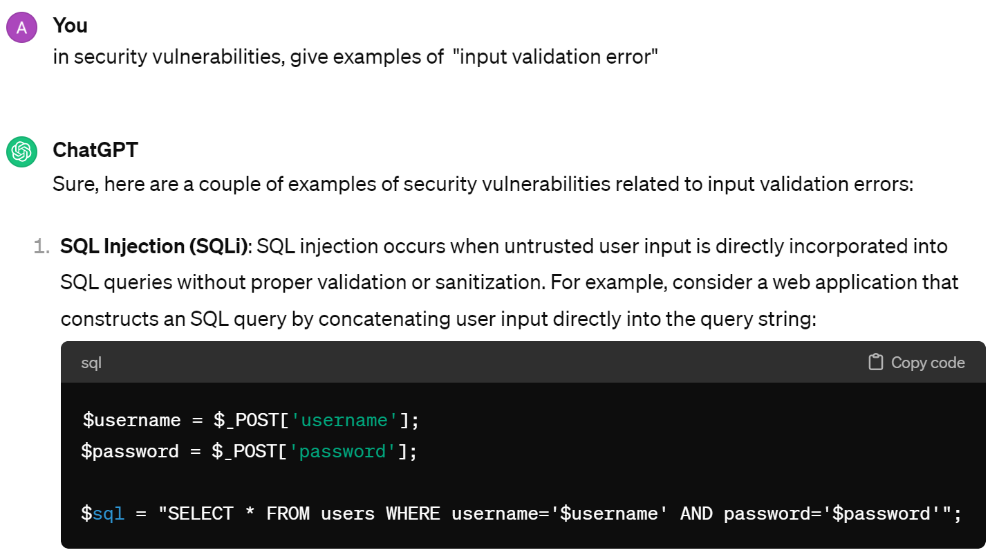 A
You
in security vulnerabilities, give examples of  "input validation error"
ChatGPT
Sure, here are a couple of examples of security vulnerabilities related to input validation errors:
1. SQL Injection (SQLi): SQL injection occurs when untrusted user input is directly incorporated into
SQL queries without proper validation or sanitization. For example, consider a web application that
constructs an SQL query by concatenating user input directly into the query string:
sql
Copy code
$username = $_POST['username'];
$password = $_POST['password'];
$sql = "SELECT * FROM users WHERE username='$username' AND password='$password'";